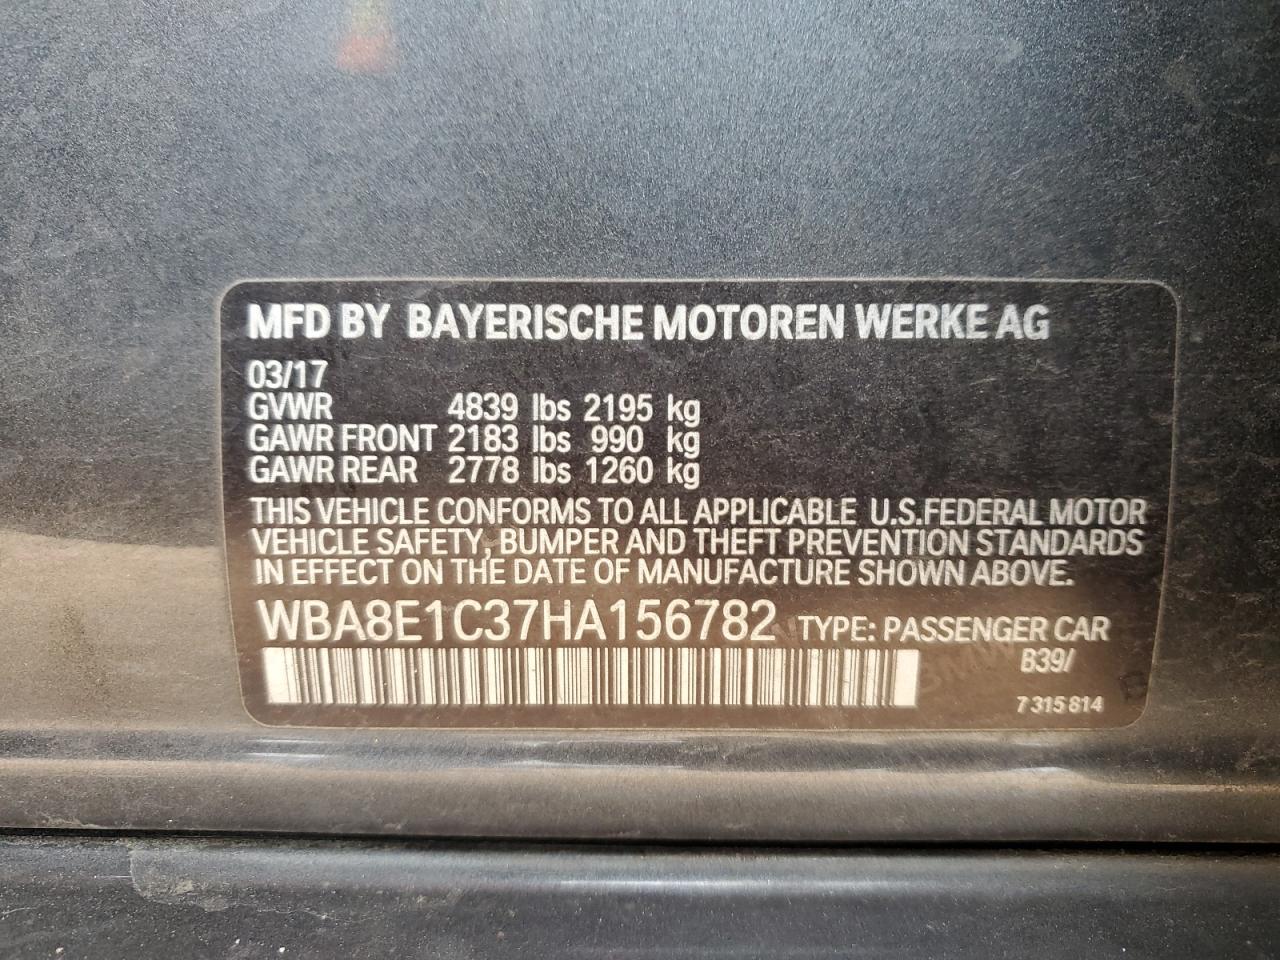 MFD BY BAYERISCHE MOTOREN WERKE AG
03/17
GVWR 4839 lbs 2195 kg
GAWR FRONT 2183 lbs 990 kg
GAWR REAR 2778 lbs 1260 kg
THIS VEHICLE CONFORMS TO ALL APPLICABLE U.S.FEDERAL MOTOR
VEHICLE SAFETY, BUMPER AND THEFT PREVENTION STANDARDS
IN EFFECT ON THE DATE OF MANUFACTURE SHOWN ABOVE.
WBA8E1C37HA156782 TYPE: PASSENGER CAR
B39/
7 315 814